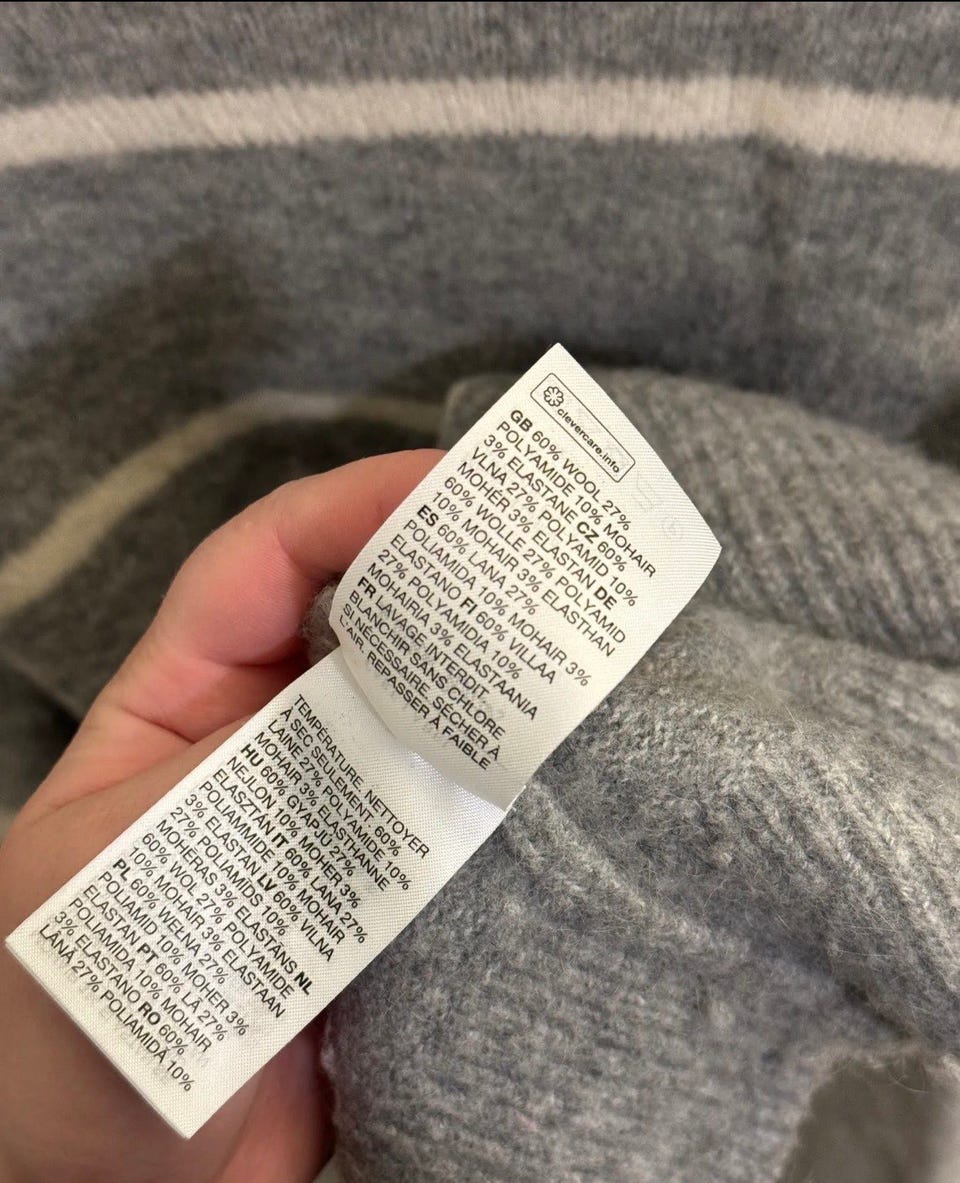 clevercare.info
GB 60% WOOL 27%
POLYAMIDE 10% MOHAIR
3% ELASTANE CZ 60%
VLNA 27% POLYAMID 10%
MOHÉR 3% ELASTAN DE
60% WOLLE 27% POLYAMID
10% MOHAIR 3% ELASTHAN
ES 60% LANA 27%
POLIAMIDA 10% MOHAIR 3%
ELASTANO FI 60% VILLAA
27% POLYAMIDIA 10%
MOHAIRIA 3% ELASTAANIA
FR LAVAGE INTERDIT.
BLANCHIR SANS CHLORE
SI NECESSAIRE. SÉCHER À
L'AIR. REPASSER À FAIBLE
TEMPÉRATURE. NETTOYER
À SEC SEULEMENT. 60%
LAINE 27% POLYAMIDE 10%
MOHAIR 3% ELASTHANNE
HU 60% GYAPJÚ 27%
NEJLON 10% MOHER 3%
ELASZTÁN IT 60% LANA 27%
POLIAMMIDE 10% MOHAIR
3% ELASTAN LV 60% VILNA
27% POLIAMĪDS 10%
MOHERAS 3% ELASTĀNS NL
60% WOL 27% POLYAMIDE
10% MOHAIR 3% ELASTAAN
PL 60% WEŁNA 27%
POLIAMID 10% MOHER 3%
ELASTAN PT 60% LÃ 27%
POLIAMIDA 10% MOHAIR
3% ELASTANO RO 60%
LÂNĂ 27% POLIAMIDĂ 10%